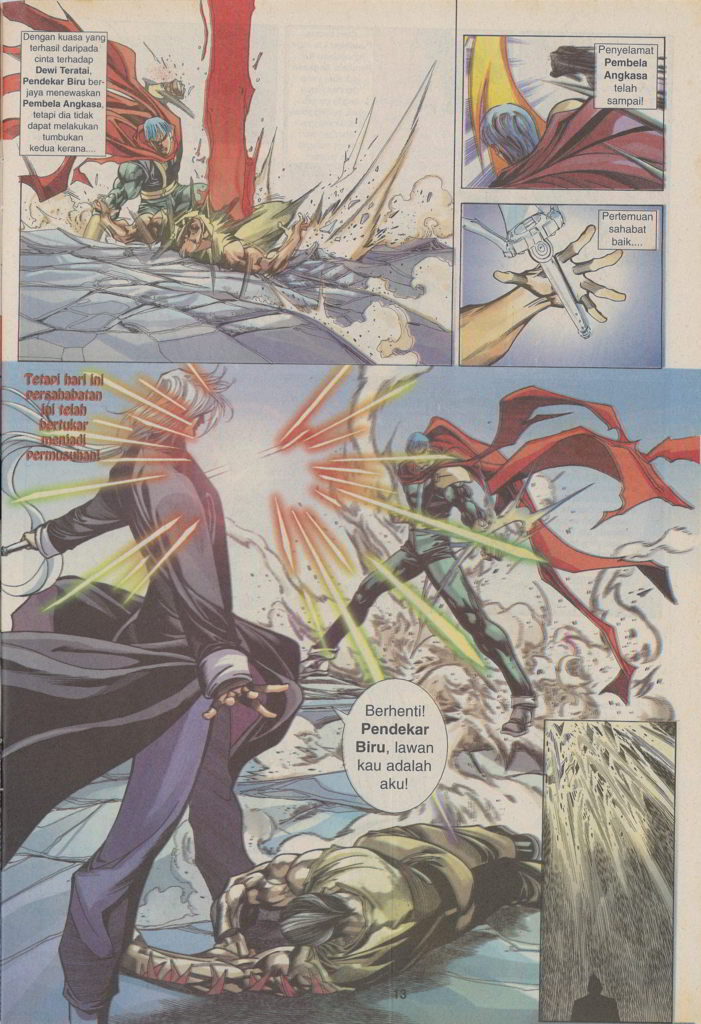 Dengan kuasa yang
terhasil daripada
cinta terhadap
Dewi Teratai,
Pendekar Biru ber-
jaya menewaskan
Pembela Angkasa,
tetapi dia tidak
dapat melakukan
tumbukan
kedua kerana....
Penyelamat
Pembela
Angkasa
telah
sampai!
Pertemuan
sahabat
baik....
Tetapi hari ini
persahabatan
ini telah
bertukar
menjadi
permusuhan!
Berhenti!
Pendekar
Biru, lawan
kau adalah
aku!
13